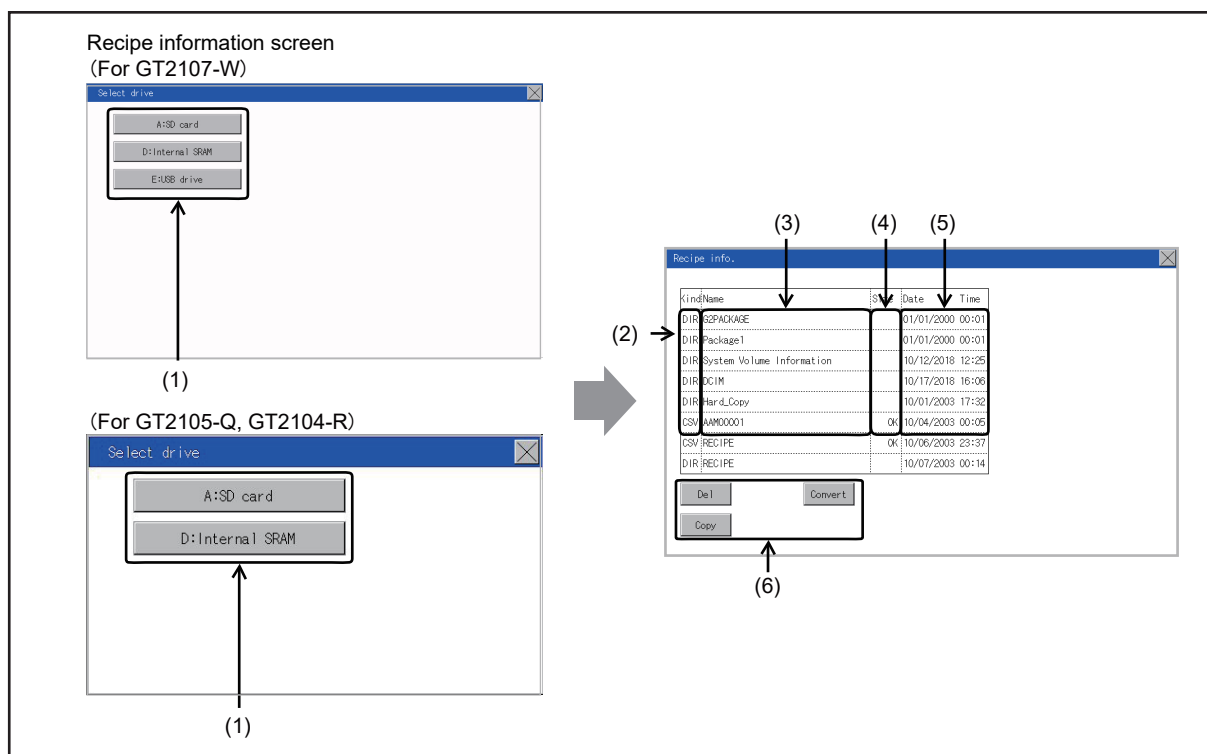 Recipe information screen
(For GT2107-W)
Select drive
A:SD card
D:Internal SRAM
E:USB drive
(1)
(For GT2105-Q, GT2104-R)
Select drive
A:SD card
D:Internal SRAM
(1)
(3) (4) (5)
Recipe info.
Kind Name Size Date Time
(2)
DIR G2PACKAGE 01/01/2000 00:01
DIR Package1 01/01/2000 00:01
DIR System Volume Information 10/12/2018 12:25
DIR DCIM 10/17/2018 16:06
DIR Hard_Copy 10/01/2003 17:32
CSV AAM00001 0K 10/04/2003 00:05
CSV RECIPE 0K 10/06/2003 23:37
DIR RECIPE 10/07/2003 00:14
Del Convert
Copy
(6)